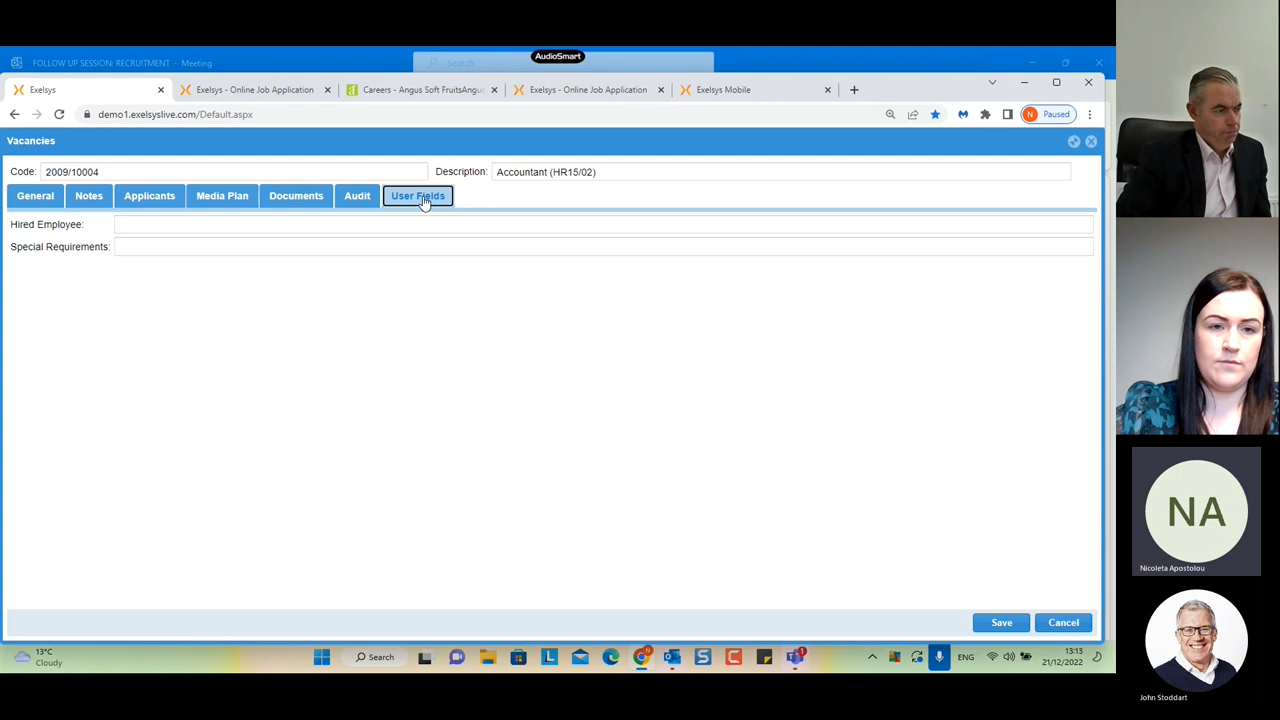 AudioSmart
FOLLOW UP SESSION: RECRUITMENT - Meeting
Search
Exelsys
Exelsys - Online Job Application
Careers - Angus Soft FruitsAngu
Exelsys - Online Job Application
Exelsys Mobile
demo1.exelsyslive.com/Default.aspx
N Paused
Vacancies
Code: 2009/10004 Description: Accountant (HR15/02)
General Notes Applicants Media Plan Documents Audit User Fields
Hired Employee:
Special Requirements:
Save Cancel
NA
Nicoleta Apostolou
John Stoddart
13°C
Cloudy
Search
ENG
13:13
21/12/2022